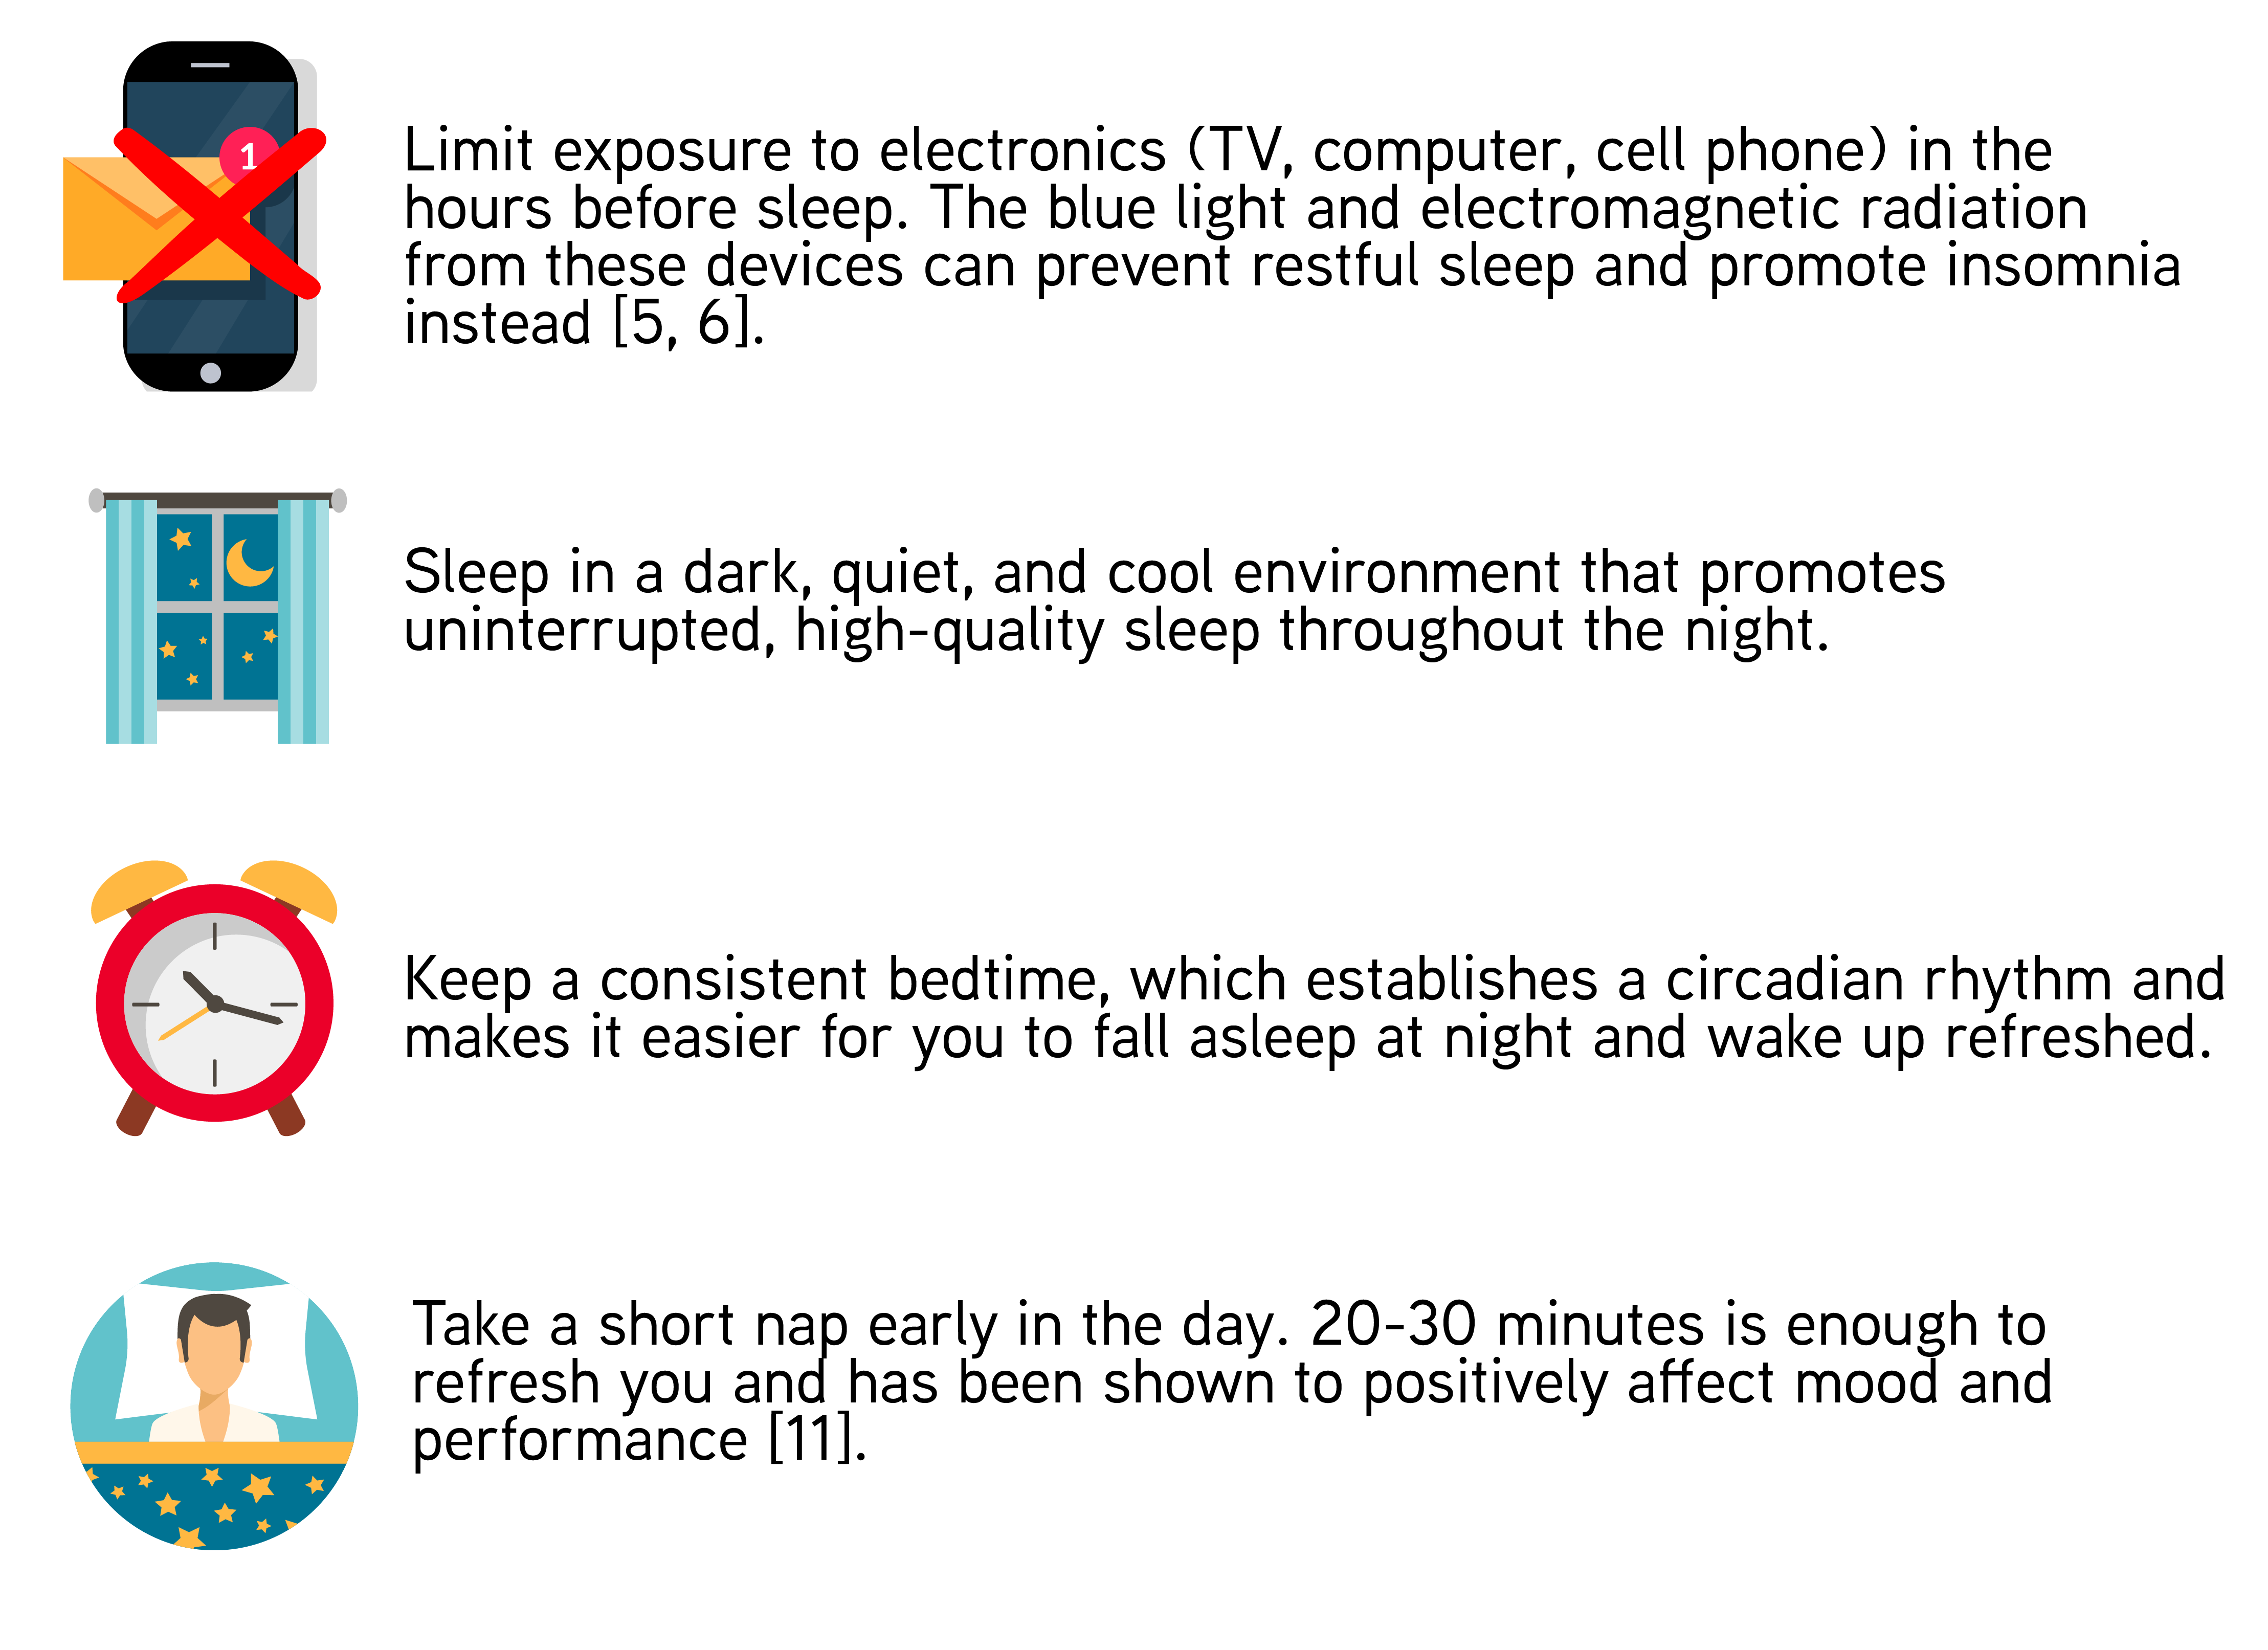 1
Limit exposure to electronics (TV, computer, cell phone) in the
hours before sleep. The blue light and electromagnetic radiation
from these devices can prevent restful sleep and promote insomnia
instead [5, 6].
Sleep in a dark, quiet, and cool environment that promotes
uninterrupted, high-quality sleep throughout the night.
Keep a consistent bedtime, which establishes a circadian rhythm and
makes it easier for you to fall asleep at night and wake up refreshed.
Take a short nap early in the day. 20-30 minutes is enough to
refresh you and has been shown to positively affect mood and
performance [11].